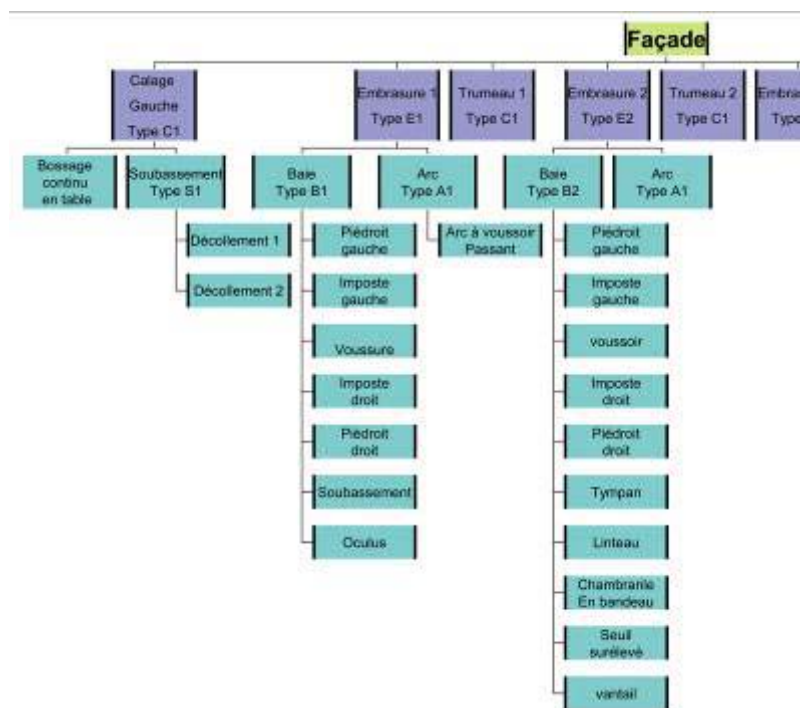 Façade
Calage
Gauche
Type C1
Embrasure 1
Type E1
Trumeau 1
Type C1
Embrasure 2
Type E2
Trumeau 2
Type C1
Embras
Type
Bossage
continu
en table
Soubassement
Type S1
Baie
Type B1
Arc
Type A1
Baie
Type B2
Arc
Type A1
Décollement 1
Décollement 2
Piédroit
gauche
Imposte
gauche
Voussure
Imposte
droit
Piédroit
droit
Soubassement
Oculus
Arc à voussoir
Passant
Piédroit
gauche
Imposte
gauche
voussoir
Imposte
droit
Piédroit
droit
Tympan
Linteau
Chambranle
En bandeau
Seuil
surélevé
vantail